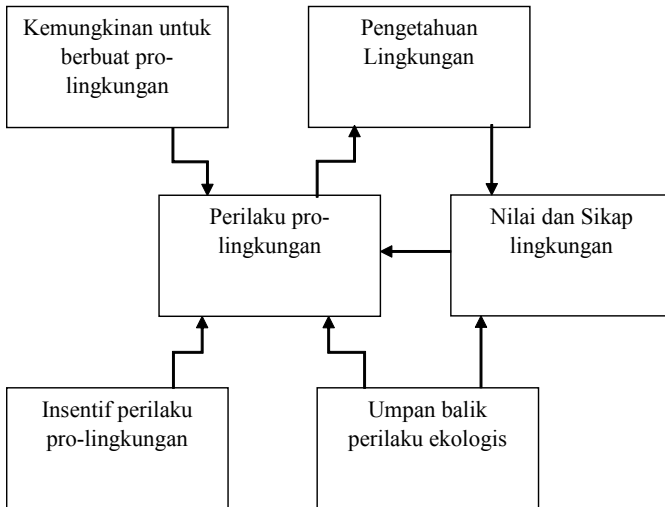 Kemungkinan untuk
berbuat pro-
lingkungan
Pengetahuan
Lingkungan
Perilaku pro-
lingkungan
Nilai dan Sikap
lingkungan
Insentif perilaku
pro-lingkungan
Umpan balik
perilaku ekologis